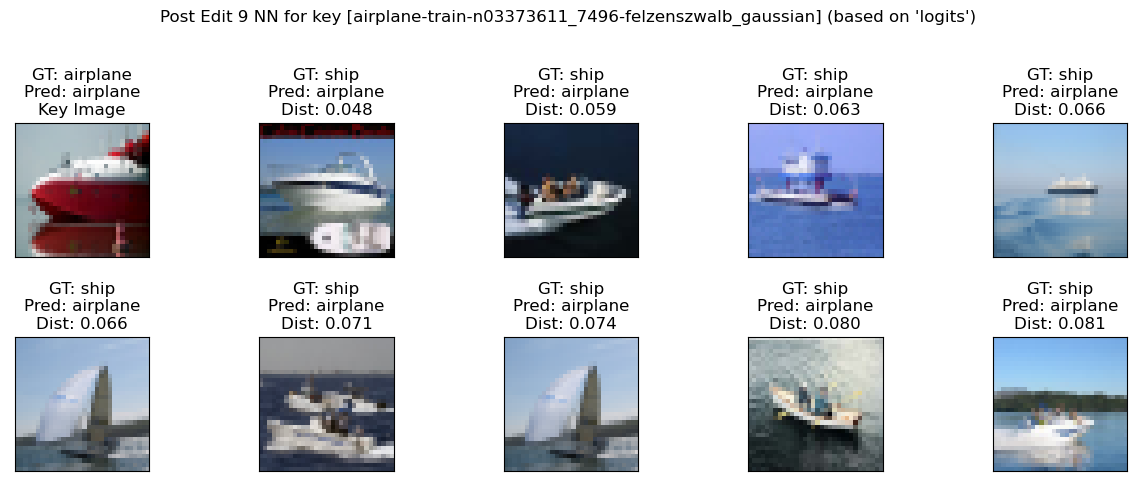 Post Edit 9 NN for key [airplane-train-n03373611_7496-felzenszwalb_gaussian] (based on 'logits')
GT: airplane
Pred: airplane
Key Image
GT: ship
Pred: airplane
Dist: 0.048
GT: ship
Pred: airplane
Dist: 0.059
GT: ship
Pred: airplane
Dist: 0.063
GT: ship
Pred: airplane
Dist: 0.066
GT: ship
Pred: airplane
Dist: 0.066
GT: ship
Pred: airplane
Dist: 0.071
GT: ship
Pred: airplane
Dist: 0.074
GT: ship
Pred: airplane
Dist: 0.080
GT: ship
Pred: airplane
Dist: 0.081